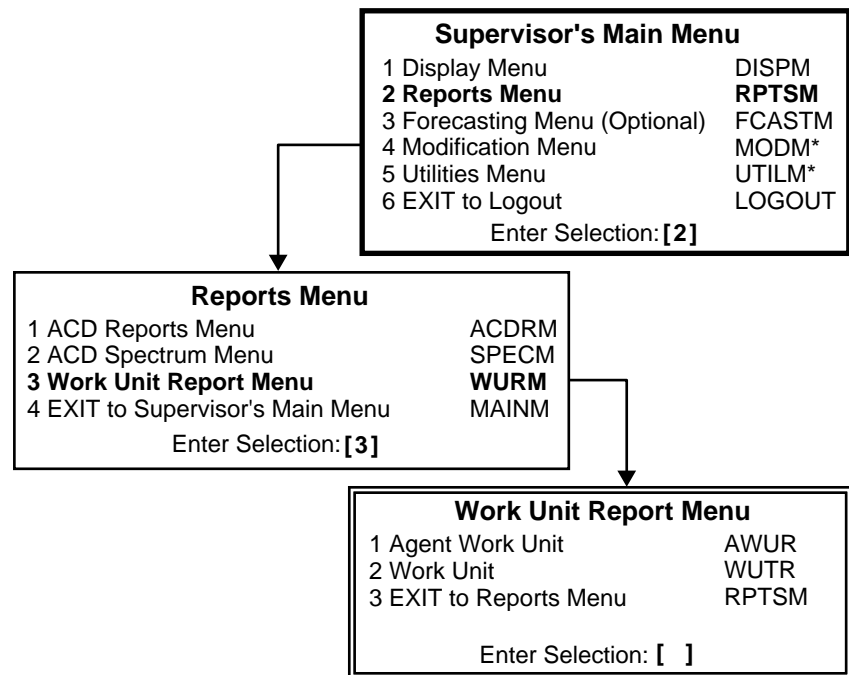 Supervisor's Main Menu
1 Display Menu DISPM
2 Reports Menu RPTSM
3 Forecasting Menu (Optional) FCASTM
4 Modification Menu MODM*
5 Utilities Menu UTILM*
6 EXIT to Logout LOGOUT
Enter Selection: [2]
Reports Menu
1 ACD Reports Menu ACDRM
2 ACD Spectrum Menu SPECM
3 Work Unit Report Menu WURM
4 EXIT to Supervisor's Main Menu MAINM
Enter Selection: [3]
Work Unit Report Menu
1 Agent Work Unit AWUR
2 Work Unit WUTR
3 EXIT to Reports Menu RPTSM
Enter Selection: [ ]